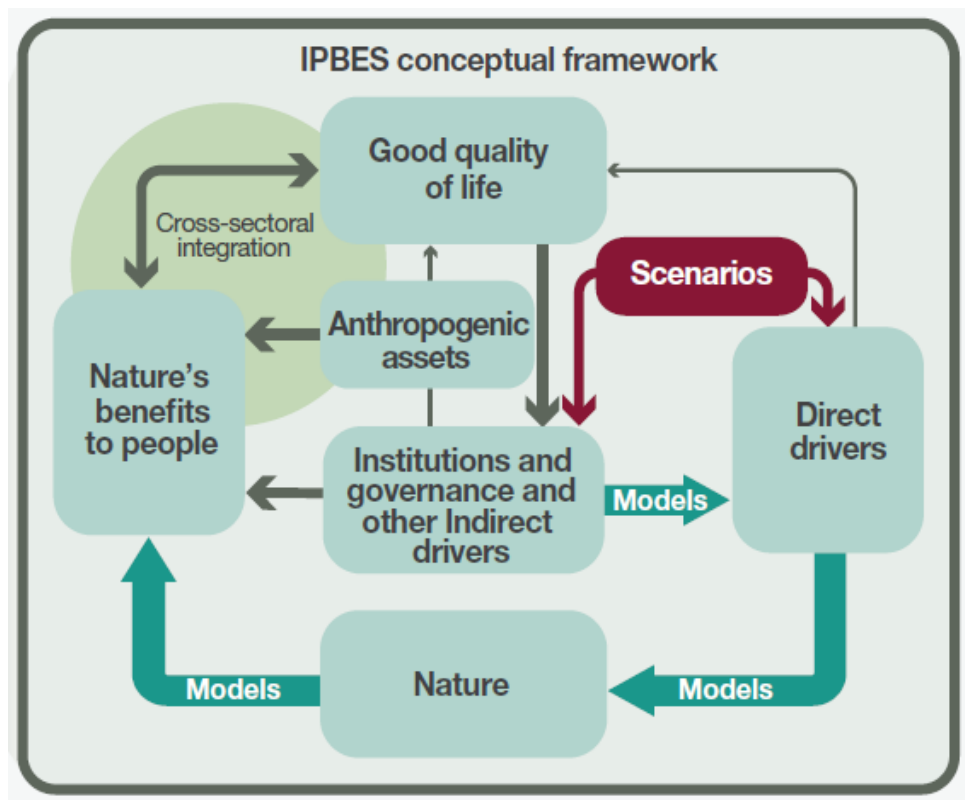 IPBES conceptual framework
Good quality
of life
Cross-sectoral
integration
Scenarios
Anthropogenic
assets
Nature's
benefits
to people
Direct
drivers
Institutions and
governance and
other Indirect
drivers
Models
Nature
Models
Models